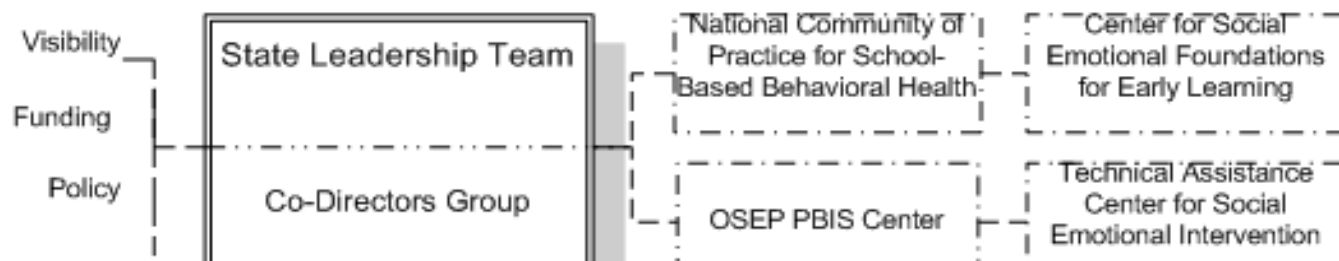 Visibility
Funding
Policy
State Leadership Team
Co-Directors Group
National Community of
Practice for School-
Based Behavioral Health
OSEP PBIS Center
Center for Social
Emotional Foundations
for Early Learning
Technical Assistance
Center for Social
Emotional Intervention